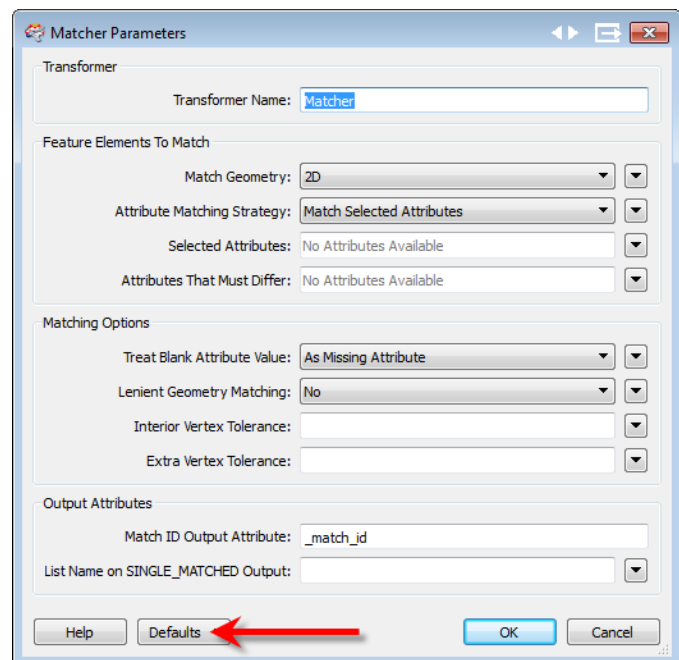 Matcher Parameters
Transformer
Transformer Name: Matcher
Feature Elements To Match
Match Geometry: 2D
Attribute Matching Strategy: Match Selected Attributes
Selected Attributes: No Attributes Available
Attributes That Must Differ: No Attributes Available
Matching Options
Treat Blank Attribute Value: As Missing Attribute
Lenient Geometry Matching: No
Interior Vertex Tolerance:
Extra Vertex Tolerance:
Output Attributes
Match ID Output Attribute: _match_id
List Name on SINGLE_MATCHED Output:
Help Defaults OK Cancel